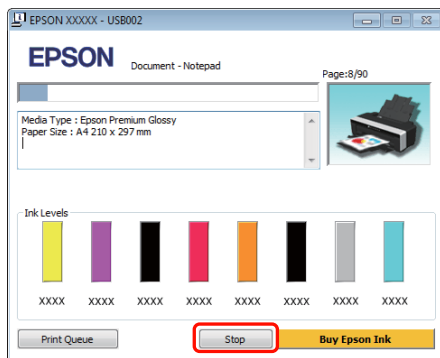 EPSON XXXXX - USB002
EPSON
Document - Notepad
Page:8/90
Media Type : Epson Premium Glossy
Paper Size : A4 210 x 297 mm
Ink Levels
XXXX XXXX XXXX XXXX XXXX XXXX XXXX XXXX
Print Queue Stop Buy Epson Ink